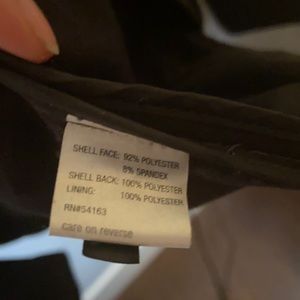 SHELL FACE: 92% POLYESTER
8% SPANDEX
SHELL BACK: 100% POLYESTER
LINING: 100% POLYESTER
RN#54163
care on reverse